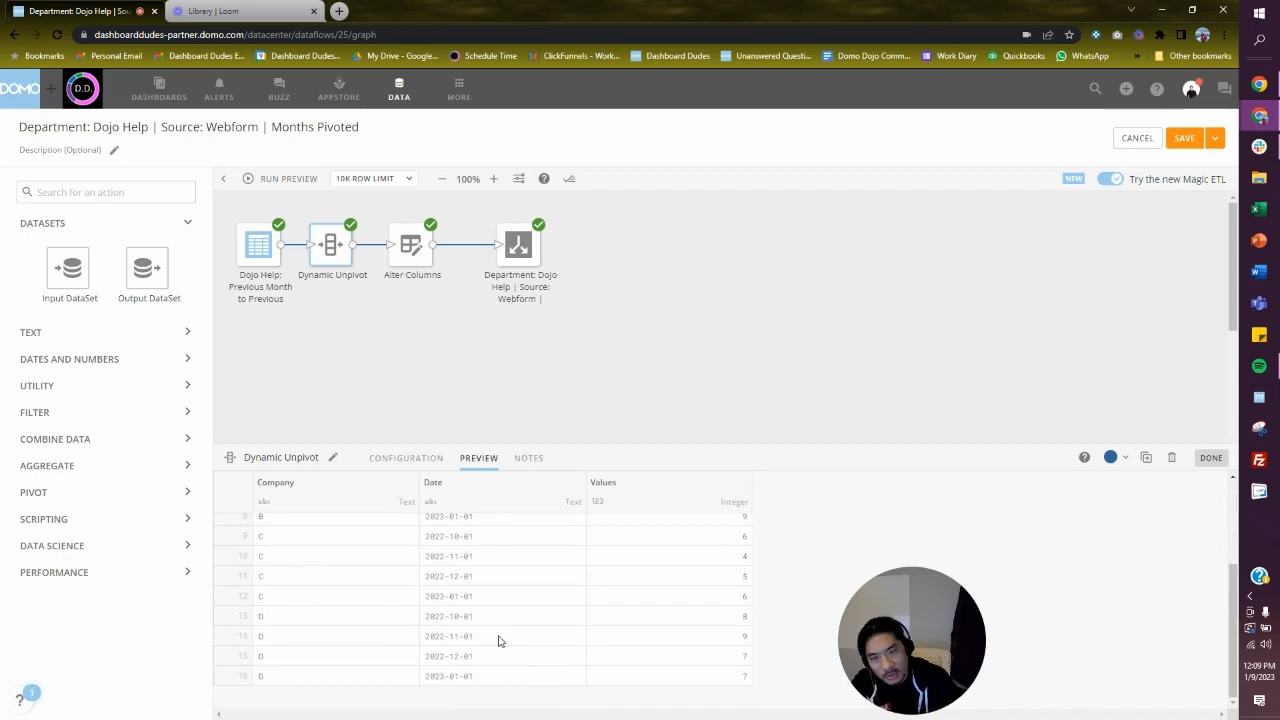 Domo: Dojo Help | Sou
Library | Loom
dashboarddudes-partner.domo.com/datacenter/dataflows/25/graph
Bookmarks
Personal Email
Dashboard Dudes E...
Dashboard Dudes...
My Drive - Google...
Schedule Time
ClickFunnels - Work...
Dashboard Dudes
Unanswered Questi...
Domo Dojo Comm...
Work Diary
Quickbooks
WhatsApp
»
Other bookmarks
DOMO
D.D.
DASHBOARDS
ALERTS
BUZZ
APPSTORE
DATA
MORE
Department: Dojo Help | Source: Webform | Months Pivoted
Description (Optional)
CANCEL
SAVE
Search for an action
RUN PREVIEW
10K ROW LIMIT
100%
NEW
Try the new Magic ETL
DATASETS
Input DataSet
Output DataSet
TEXT
DATES AND NUMBERS
UTILITY
FILTER
COMBINE DATA
AGGREGATE
PIVOT
SCRIPTING
DATA SCIENCE
PERFORMANCE
Dojo Help:
Previous Month
to Previous
Dynamic Unpivot
Alter Columns
Department: Dojo
Help | Source:
Webform |
Dynamic Unpivot
CONFIGURATION
PREVIEW
NOTES
DONE
Company Date Values
abc Text abc Text 123 Integer
8 B 2023-01-01 9
9 C 2022-10-01 6
10 C 2022-11-01 4
11 C 2022-12-01 5
12 C 2023-01-01 6
13 D 2022-10-01 8
14 D 2022-11-01 9
15 D 2022-12-01 7
16 D 2023-01-01 7
1
12:09 PM
1/9/2023